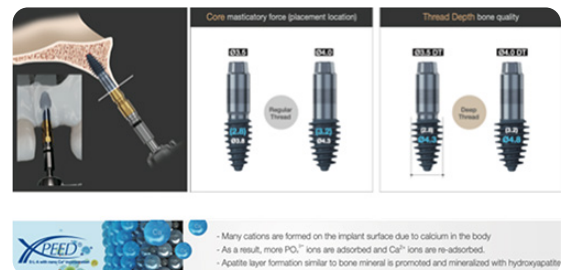 Core masticatory force (placement location)
Thread Depth bone quality
Ø3.5
Ø4.0
Ø3.5 DT
Ø4.0 DT
Regular
Thread
Deep
Thread
(2.8)
Ø3.8
(3.2)
Ø4.3
(2.8)
Ø4.3
(3.2)
Ø4.8
XPEED®
- Many cations are formed on the implant surface due to calcium in the body
- As a result, more PO₄³⁻ ions are adsorbed and Ca²⁺ ions are re-adsorbed.
- Apatite layer formation similar to bone mineral is promoted and mineralized with hydroxyapatite